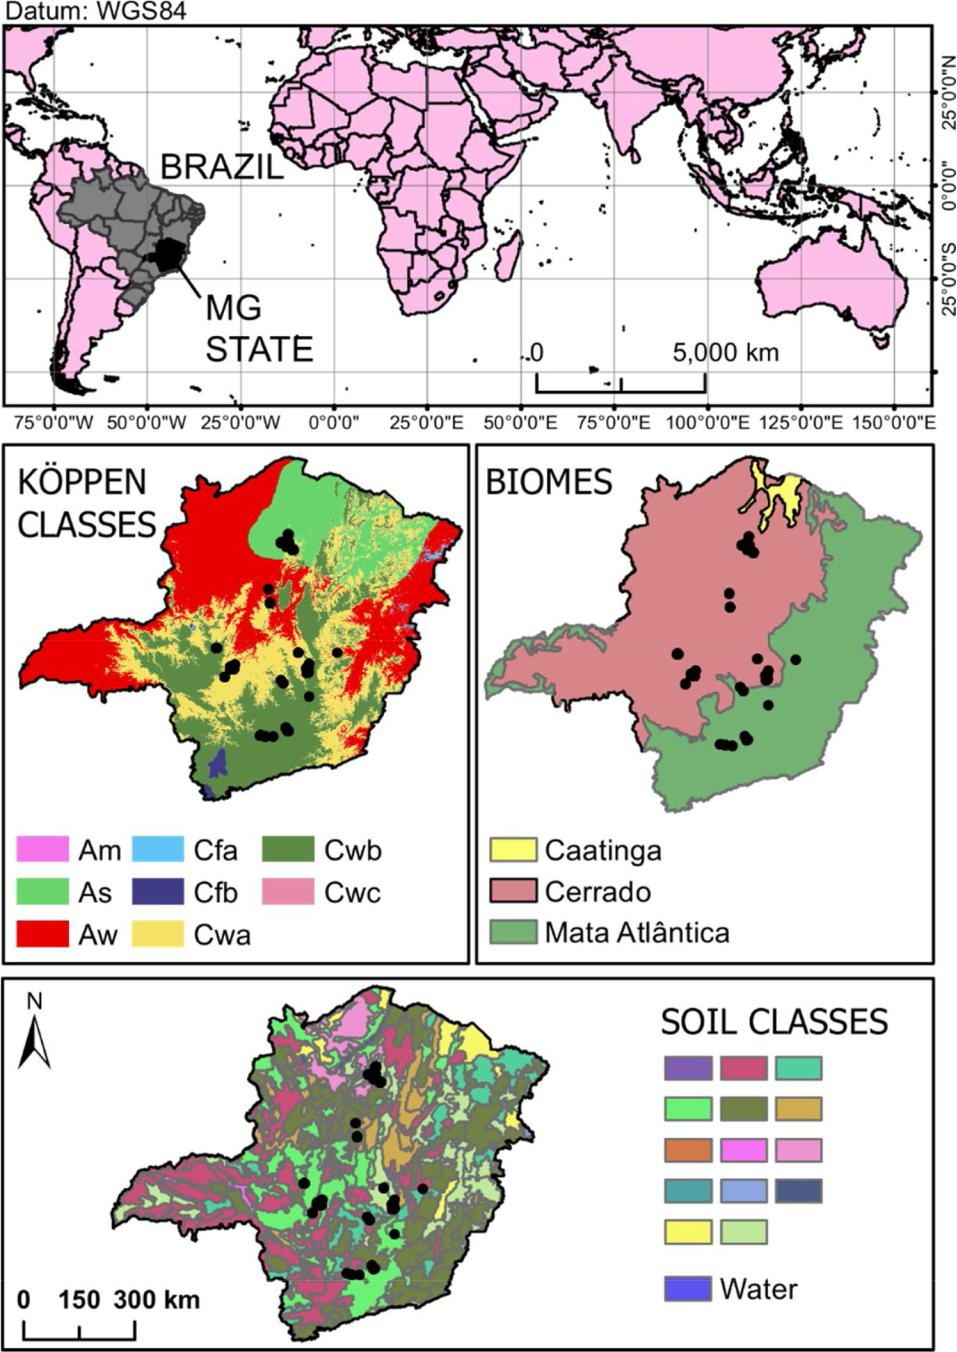 Datum: WGS84
BRAZIL
MG
STATE
0 5,000 km
25°0'0"N
0°0'0"
25°0'0"S
75°0'0"W 50°0'0"W 25°0'0"W 0°0'0" 25°0'0"E 50°0'0"E 75°0'0"E 100°0'0"E 125°0'0"E 150°0'0"E
KÖPPEN
CLASSES
Am Cfa Cwb
As Cfb Cwc
Aw Cwa
BIOMES
Caatinga
Cerrado
Mata Atlântica
N
SOIL CLASSES
Water
0 150 300 km